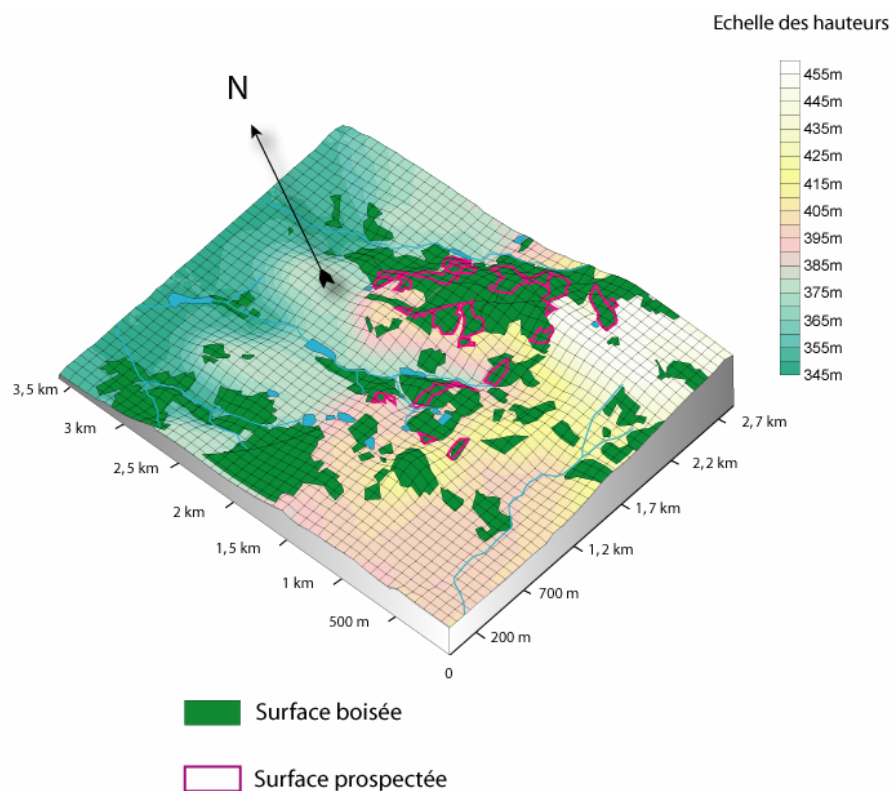 Echelle des hauteurs
N
455m
445m
435m
425m
415m
405m
395m
385m
375m
365m
355m
345m
3,5 km
3 km
2,5 km
2 km
1,5 km
1 km
500 m
0
200 m
700 m
1,2 km
1,7 km
2,2 km
2,7 km
Surface boisée
Surface prospectée